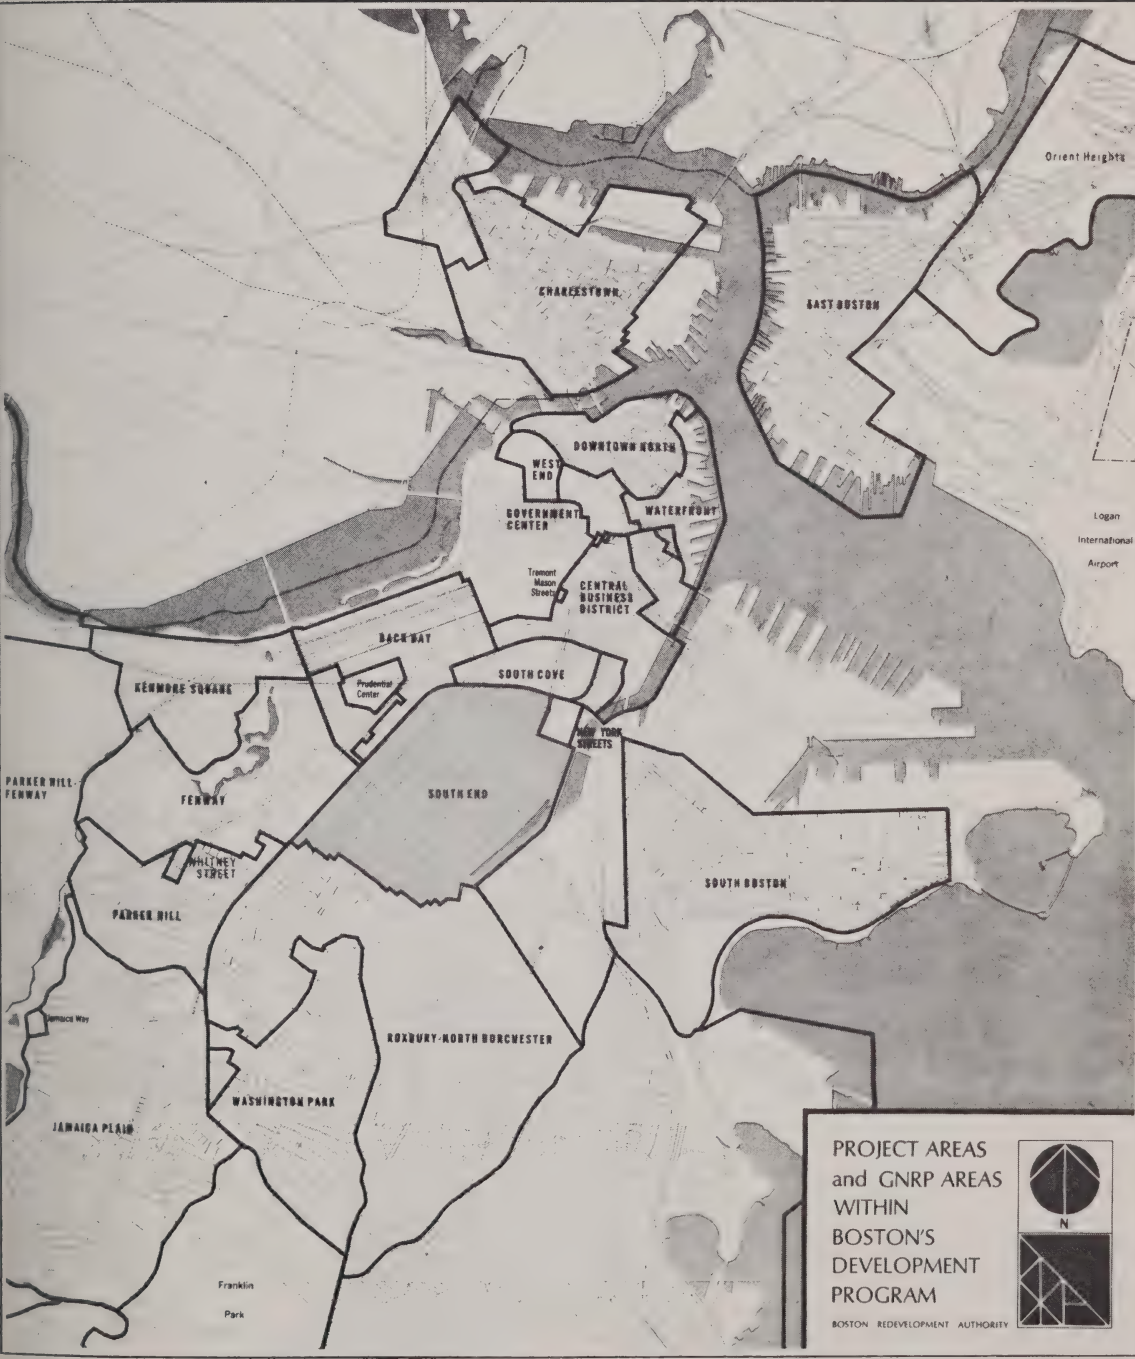 Orient Heights
CHARLESTOWN
EAST BOSTON
DOWNTOWN NORTH
WEST
END
GOVERNMENT
CENTER
WATERFRONT
Logan
International
Airport
Tremont
Mason
Streets
CENTRAL
BUSINESS
DISTRICT
BACK BAY
SOUTH COVE
KENMORE SQUARE
Prudential
Center
NEW YORK
STREETS
PARKER HILL-
FENWAY
FENWAY
SOUTH END
WHITNEY
STREET
SOUTH BOSTON
PARKER HILL
Jamaica Way
ROXBURY-NORTH DORCHESTER
WASHINGTON PARK
JAMAICA PLAIN
Franklin
Park
PROJECT AREAS
and GNRP AREAS
WITHIN
BOSTON'S
DEVELOPMENT
PROGRAM
BOSTON REDEVELOPMENT AUTHORITY
N